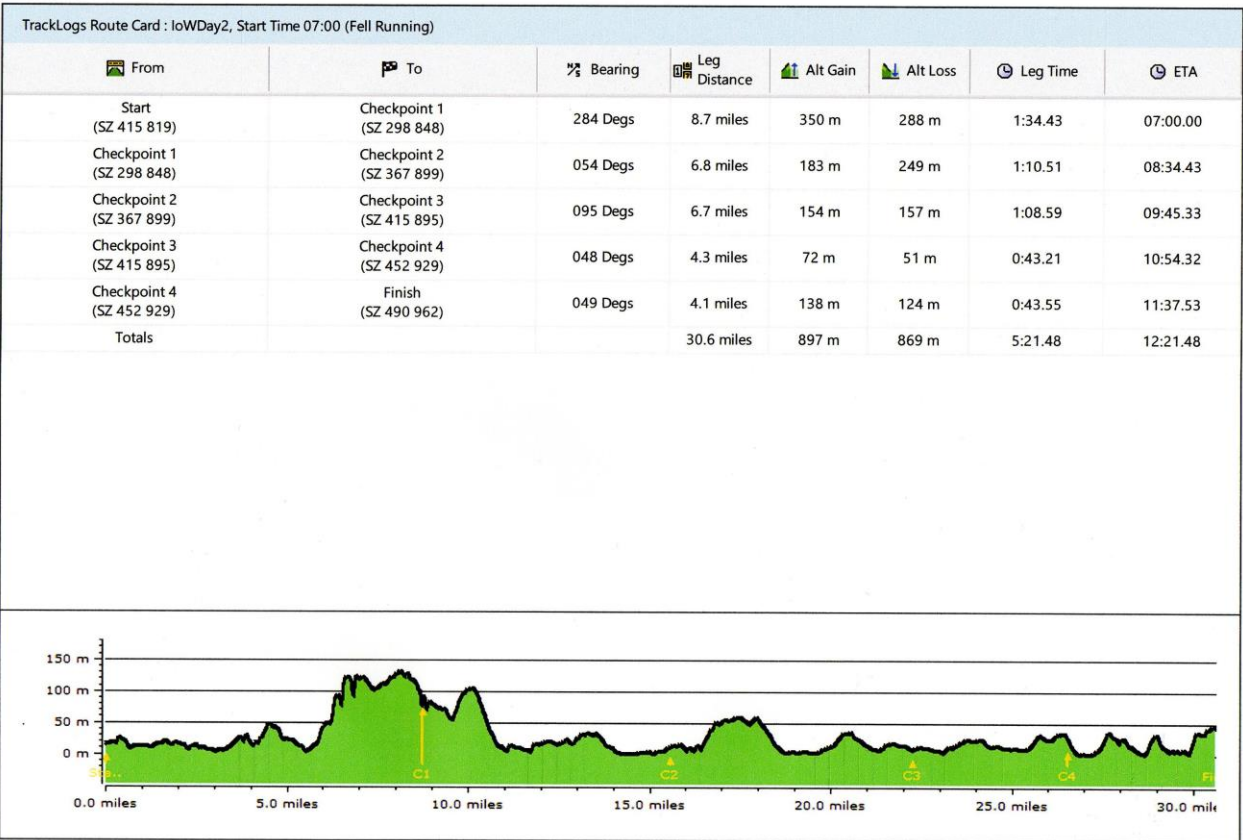 TrackLogs Route Card : IoWDay2, Start Time 07:00 (Fell Running)
From To Bearing Leg Distance Alt Gain Alt Loss Leg Time ETA
Start (SZ 415 819) Checkpoint 1 (SZ 298 848) 284 Degs 8.7 miles 350 m 288 m 1:34.43 07:00.00
Checkpoint 1 (SZ 298 848) Checkpoint 2 (SZ 367 899) 054 Degs 6.8 miles 183 m 249 m 1:10.51 08:34.43
Checkpoint 2 (SZ 367 899) Checkpoint 3 (SZ 415 895) 095 Degs 6.7 miles 154 m 157 m 1:08.59 09:45.33
Checkpoint 3 (SZ 415 895) Checkpoint 4 (SZ 452 929) 048 Degs 4.3 miles 72 m 51 m 0:43.21 10:54.32
Checkpoint 4 (SZ 452 929) Finish (SZ 490 962) 049 Degs 4.1 miles 138 m 124 m 0:43.55 11:37.53
Totals 30.6 miles 897 m 869 m 5:21.48 12:21.48
150 m
100 m
50 m
0 m
C1 C2 C3 C4 Fi
0.0 miles 5.0 miles 10.0 miles 15.0 miles 20.0 miles 25.0 miles 30.0 mile